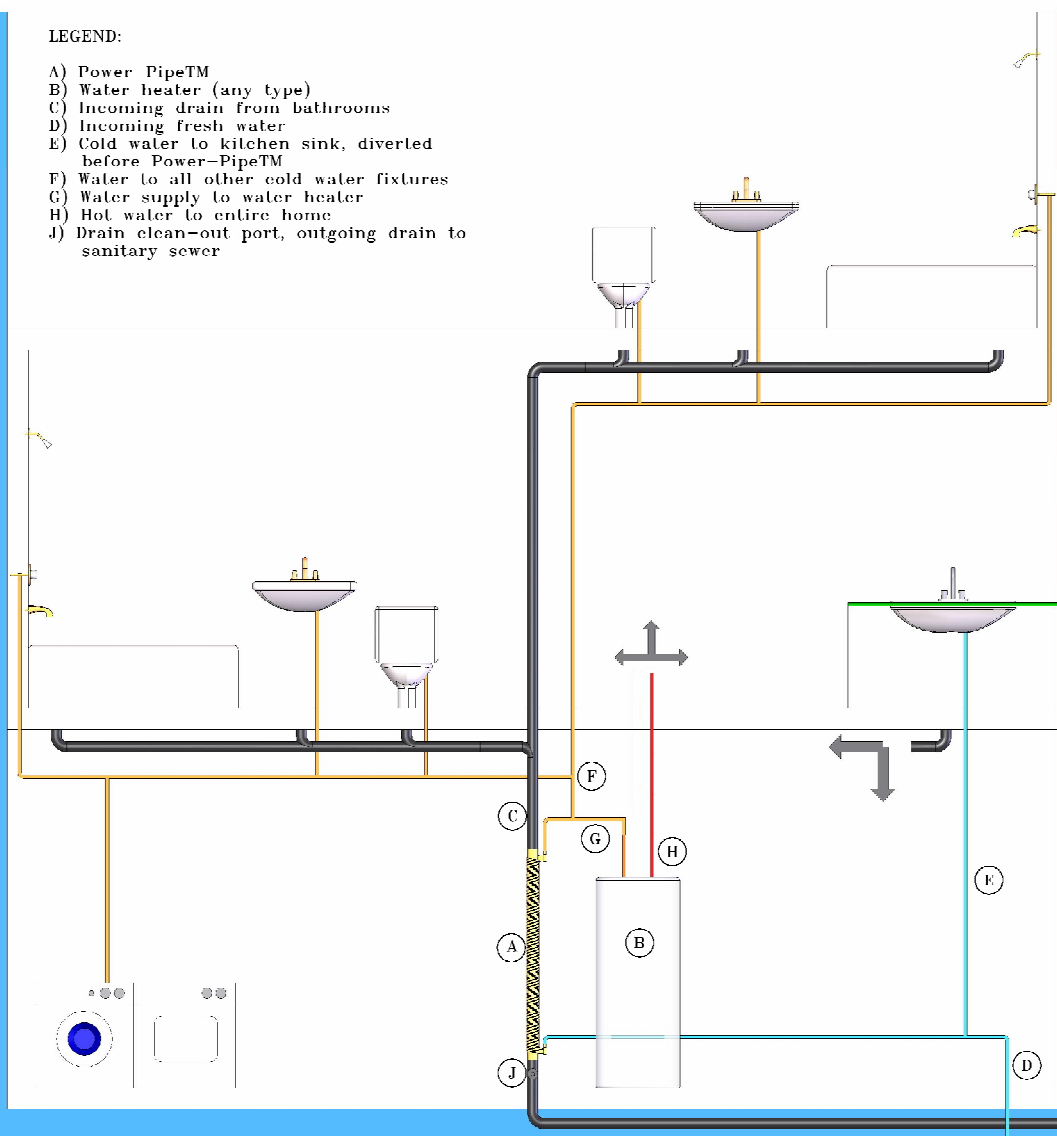 LEGEND:
A) Power PipeTM
B) Water heater (any type)
C) Incoming drain from bathrooms
D) Incoming fresh water
E) Cold water to kitchen sink, diverted
before Power-PipeTM
F) Water to all other cold water fixtures
G) Water supply to water heater
H) Hot water to entire home
J) Drain clean-out port, outgoing drain to
sanitary sewer
F
C
G
H
E
A
B
J
D